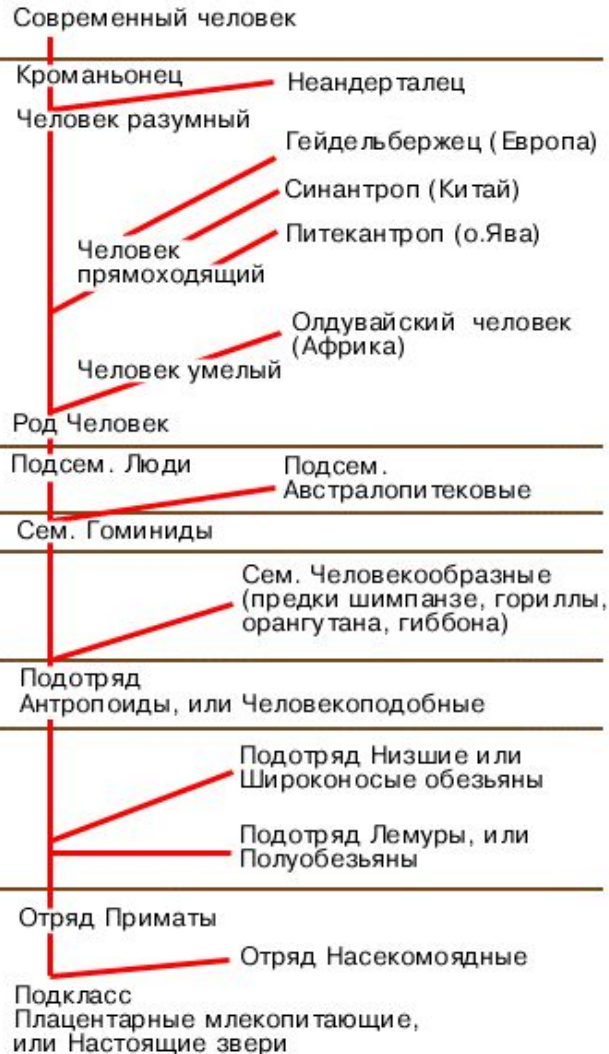 Современный человек
Кроманьонец
Неандерталец
Человек разумный
Гейдельбержец (Европа)
Синантроп (Китай)
Питекантроп (о.Ява)
Человек
прямоходящий
Олдувайский человек
(Африка)
Человек умелый
Род Человек
Подсем. Люди
Подсем.
Австралопитековые
Сем. Гоминиды
Сем. Человекообразные
(предки шимпанзе, гориллы,
орангутана, гиббона)
Подотряд
Антропоиды, или Человекоподобные
Подотряд Низшие или
Широконосые обезьяны
Подотряд Лемуры, или
Полуобезьяны
Отряд Приматы
Отряд Насекомоядные
Подкласс
Плацентарные млекопитающие,
или Настоящие звери